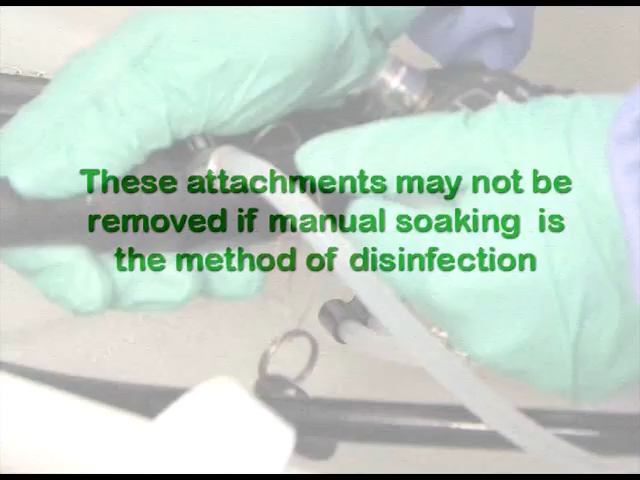 These attachments may not be
removed if manual soaking is
the method of disinfection